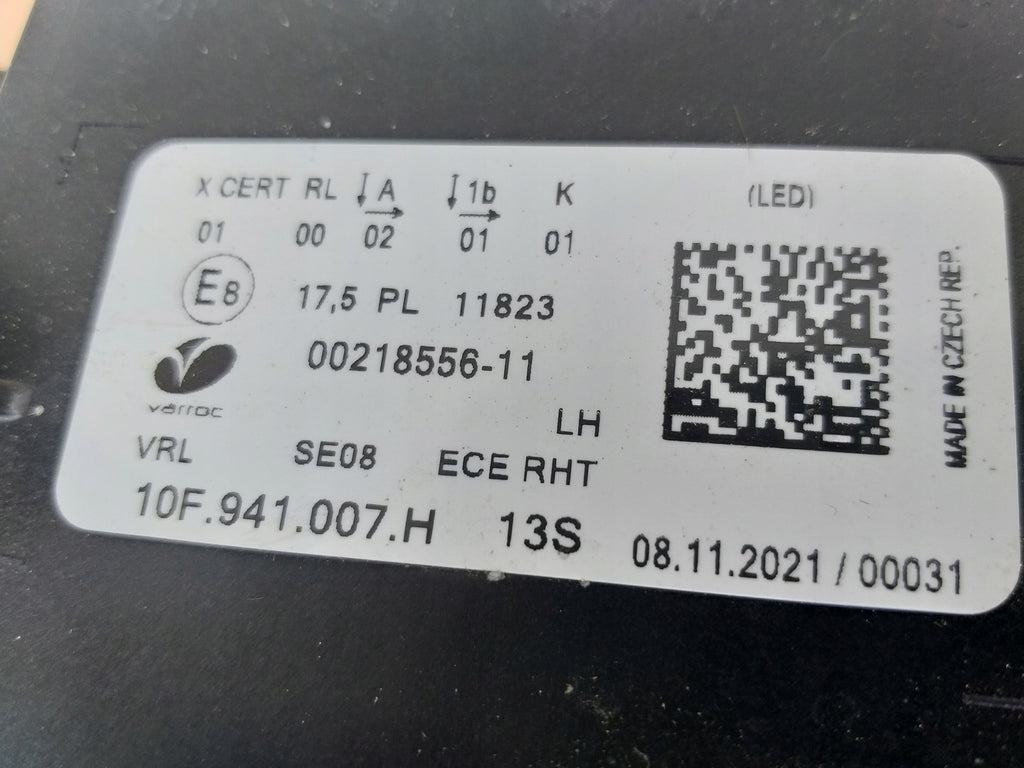 X CERT RL ↓A→ ↓1b→ K (LED)
01 00 02 01 01
E8 17,5 PL 11823
00218556-11
varroc
LH
VRL SE08 ECE RHT
10F.941.007.H 13S 08.11.2021 / 00031
MADE IN CZECH REP.